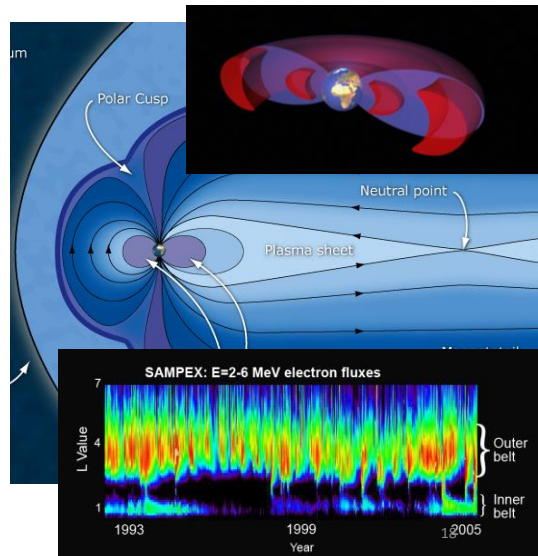 um
Polar Cusp
Neutral point
Plasma sheet
SAMPEX: E=2-6 MeV electron fluxes
7
4
1
L Value
Outer
belt
Inner
belt
1993
1999
2005
18
Year